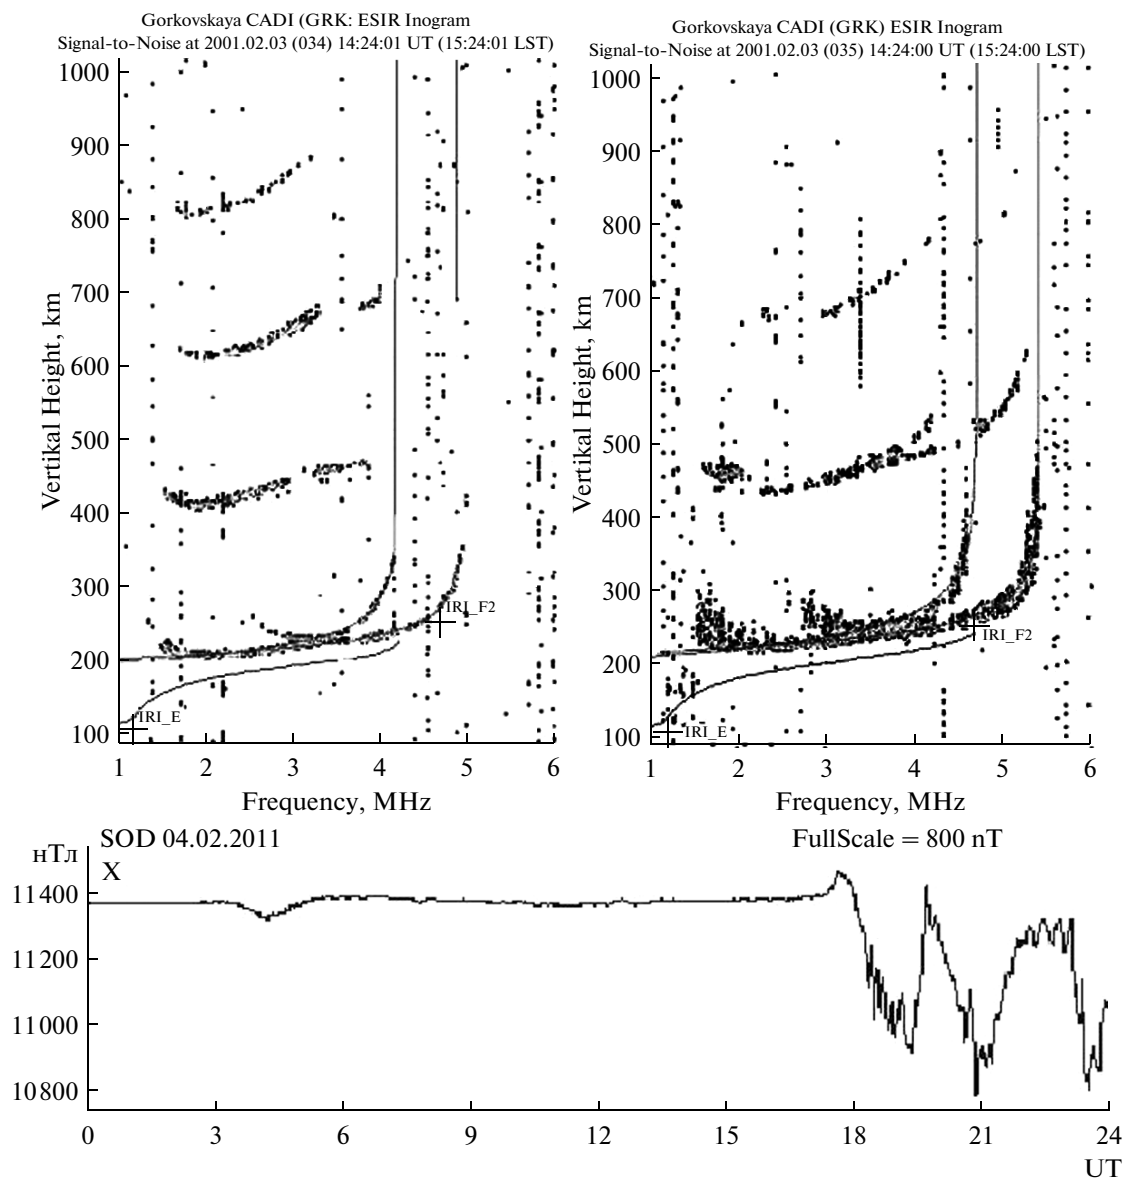 Gorkovskaya CADI (GRK: ESIR Inogram
Signal-to-Noise at 2001.02.03 (034) 14:24:01 UT (15:24:01 LST)
1000
900
800
700
600
500
400
300
200
100
Vertikal Height, km
IRI_F2
IRI_E
1 2 3 4 5 6
Frequency, MHz
Gorkovskaya CADI (GRK) ESIR Inogram
Signal-to-Noise at 2001.02.03 (035) 14:24:00 UT (15:24:00 LST)
1000
900
800
700
600
500
400
300
200
100
Vertikal Height, km
IRI_F2
IRI_E
1 2 3 4 5 6
Frequency, MHz
SOD 04.02.2011 FullScale = 800 nT
нТл
X
11400
11200
11000
10800
0 3 6 9 12 15 18 21 24
UT